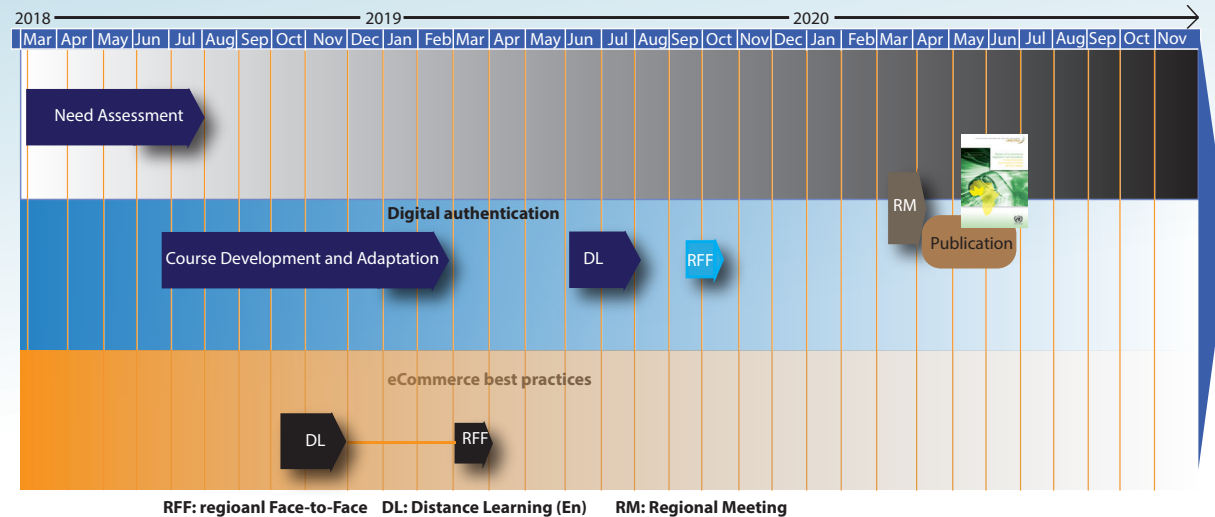 2018 2019 2020
Mar Apr May Jun Jul Aug Sep Oct Nov Dec Jan Feb Mar Apr May Jun Jul Aug Sep Oct Nov Dec Jan Feb Mar Apr May Jun Jul Aug Sep Oct Nov
Need Assessment
RM
Digital authentication
Publication
Course Development and Adaptation
DL
RFF
eCommerce best practices
DL
RFF
RFF: regioanl Face-to-Face DL: Distance Learning (En) RM: Regional Meeting